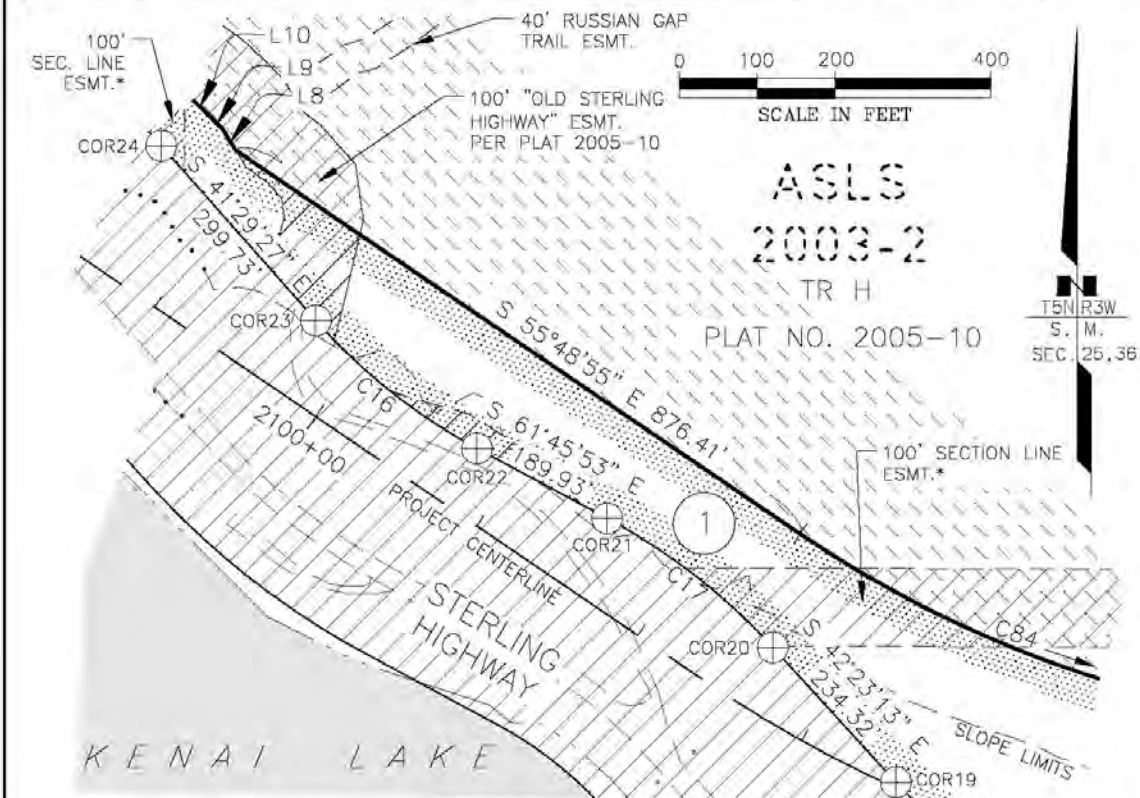 40' RUSSIAN GAP
TRAIL ESMT.
100'
SEC. LINE
ESMT.*
L10
L9
L8
0 100 200 400
SCALE IN FEET
100' "OLD STERLING
HIGHWAY" ESMT.
PER PLAT 2005-10
COR24
S 41°29'27" E
299.73'
ASLS
2003-2
TR H
PLAT NO. 2005-10
N
T5N R3W
S. M.
SEC. 25,36
COR23
S 55°48'55" E 876.41'
C16
2100+00
S 61°45'53" E
189.93'
COR22
100' SECTION LINE
ESMT.*
PROJECT CENTERLINE
COR21
1
C17
STERLING
HIGHWAY
COR20
C84
S 42°23'13" E
234.32'
SLOPE LIMITS
KENAI LAKE
COR19